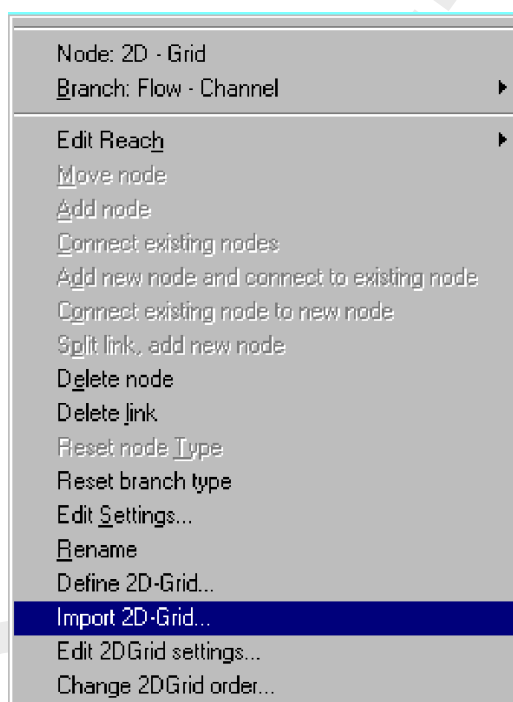 Node: 2D - Grid
Branch: Flow - Channel
Edit Reach
Move node
Add node
Connect existing nodes
Add new node and connect to existing node
Connect existing node to new node
Split link, add new node
Delete node
Delete link
Reset node Type
Reset branch type
Edit Settings...
Rename
Define 2D-Grid...
Import 2D-Grid...
Edit 2DGrid settings...
Change 2DGrid order...